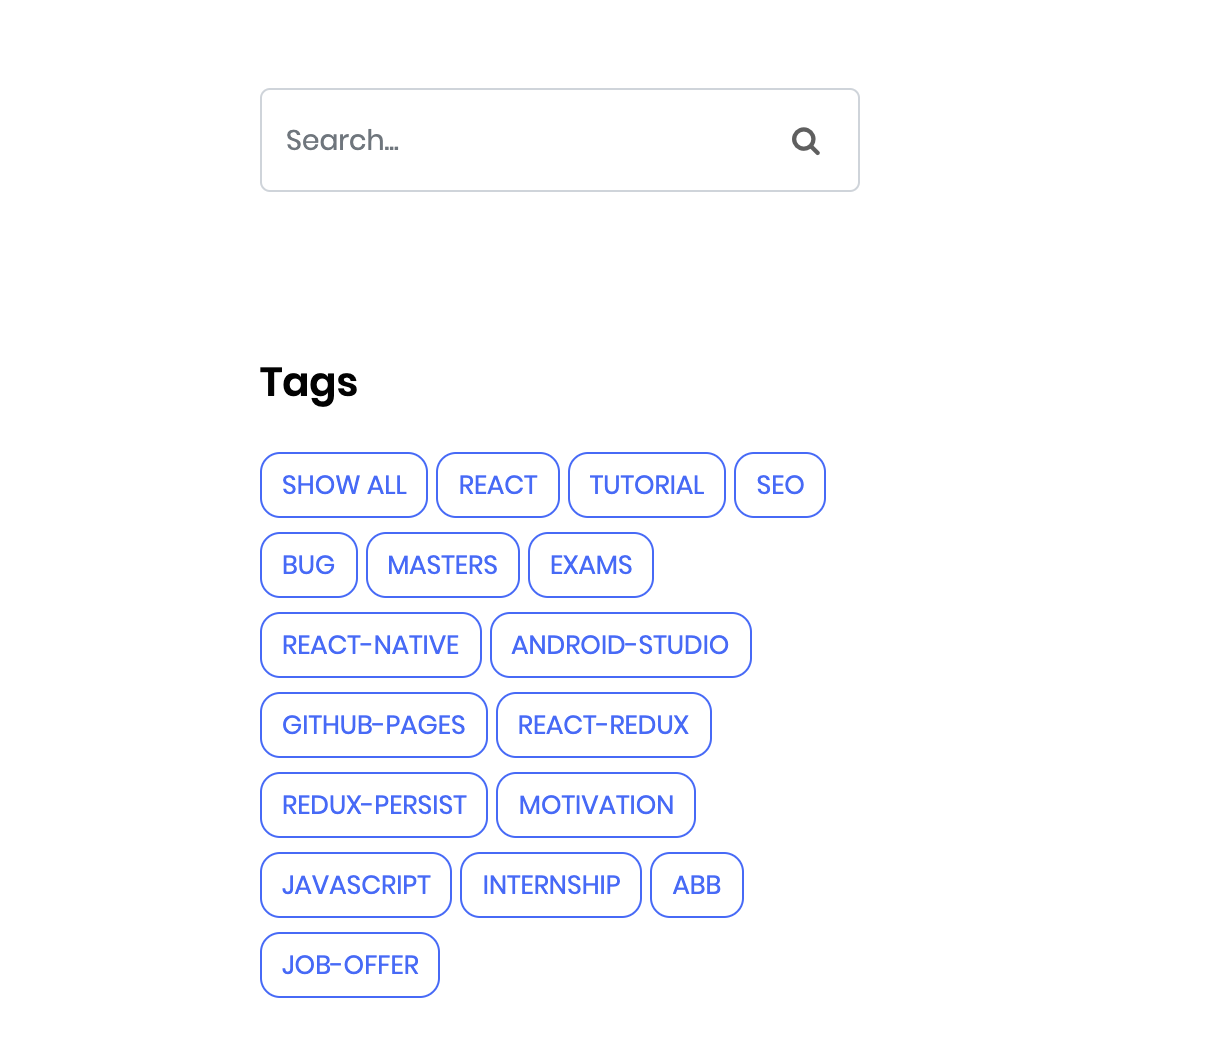 Search...
Tags
SHOW ALL REACT TUTORIAL SEO
BUG MASTERS EXAMS
REACT-NATIVE ANDROID-STUDIO
GITHUB-PAGES REACT-REDUX
REDUX-PERSIST MOTIVATION
JAVASCRIPT INTERNSHIP ABB
JOB-OFFER